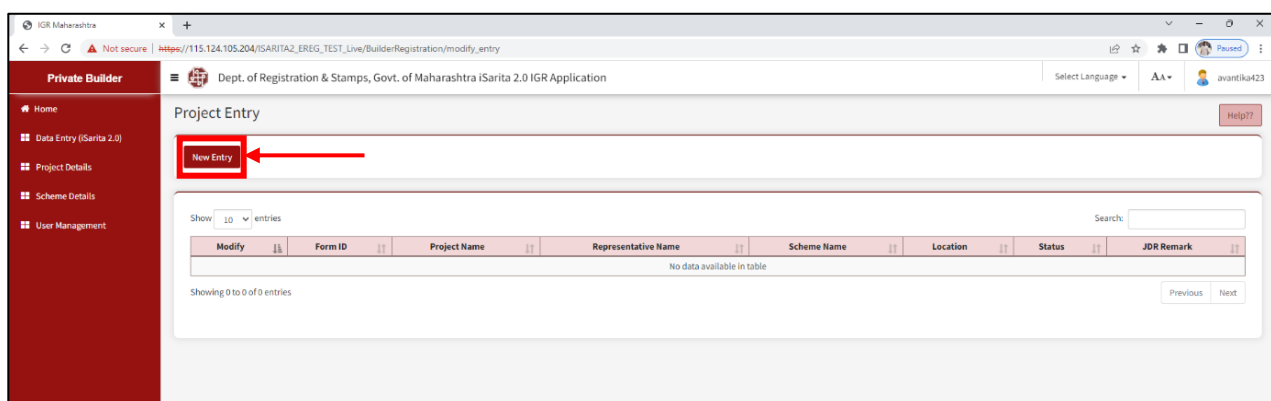 IGR Maharashtra
Not secure | https://115.124.105.204/ISARITA2_EREG_TEST_Live/BuilderRegistration/modify_entry
Paused
Private Builder
Dept. of Registration & Stamps, Govt. of Maharashtra iSarita 2.0 IGR Application
Select Language
AA
avantika423
Home
Data Entry (iSarita 2.0)
Project Details
Scheme Details
User Management
Project Entry
Help??
New Entry
Show 10 entries
Search:
Modify Form ID Project Name Representative Name Scheme Name Location Status JDR Remark
No data available in table
Showing 0 to 0 of 0 entries
Previous Next